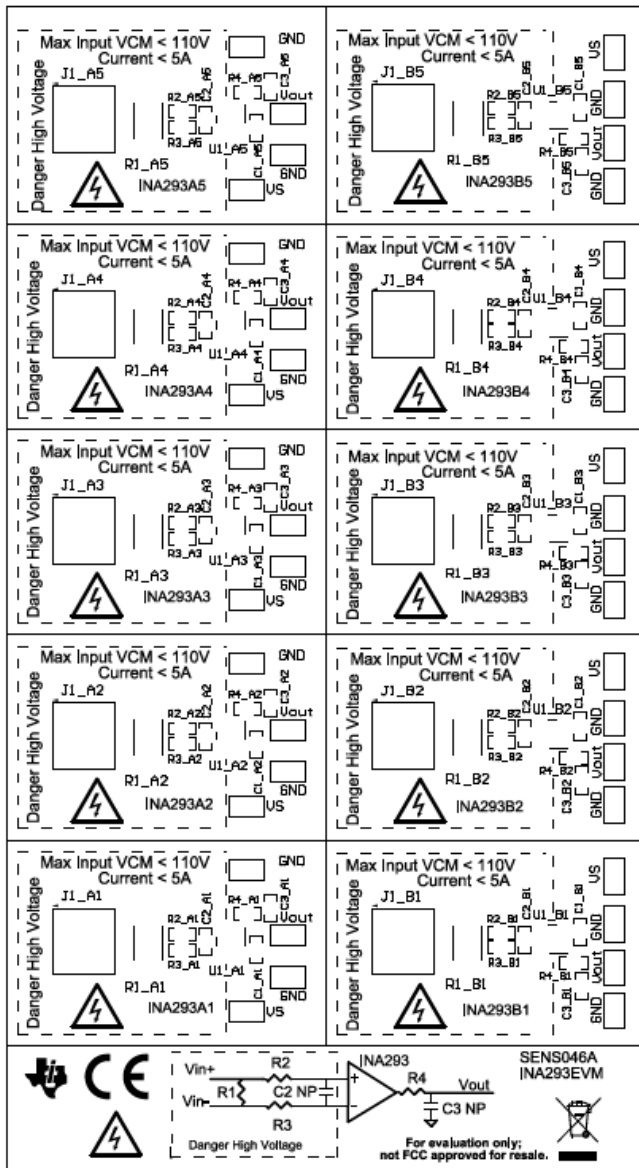 Max Input VCM < 110V
Current < 5A
GND
J1_A5
Danger High Voltage
R2_A5
R3_A5
C2_A5
R4_A5
C3_A5
Vout
U1_A5
C1_A5
GND
R1_A5
INA293A5
VS
Max Input VCM < 110V
Current < 5A
VS
J1_B5
Danger High Voltage
R2_B5
R3_B5
C2_B5
U1_B5
C1_B5
GND
R4_B5
Vout
C3_B5
GND
R1_B5
INA293B5
Max Input VCM < 110V
Current < 5A
GND
J1_A4
Danger High Voltage
R2_A4
R3_A4
C2_A4
R4_A4
C3_A4
Vout
U1_A4
C1_A4
GND
R1_A4
INA293A4
VS
Max Input VCM < 110V
Current < 5A
VS
J1_B4
Danger High Voltage
R2_B4
R3_B4
C2_B4
U1_B4
C1_B4
GND
R4_B4
Vout
C3_B4
GND
R1_B4
INA293B4
Max Input VCM < 110V
Current < 5A
GND
J1_A3
Danger High Voltage
R2_A3
R3_A3
C2_A3
R4_A3
C3_A3
Vout
U1_A3
C1_A3
GND
R1_A3
INA293A3
VS
Max Input VCM < 110V
Current < 5A
VS
J1_B3
Danger High Voltage
R2_B3
R3_B3
C2_B3
U1_B3
C1_B3
GND
R4_B3
Vout
C3_B3
GND
R1_B3
INA293B3
Max Input VCM < 110V
Current < 5A
GND
J1_A2
Danger High Voltage
R2_A2
R3_A2
C2_A2
R4_A2
C3_A2
Vout
U1_A2
C1_A2
GND
R1_A2
INA293A2
VS
Max Input VCM < 110V
Current < 5A
VS
J1_B2
Danger High Voltage
R2_B2
R3_B2
C2_B2
U1_B2
C1_B2
GND
R4_B2
Vout
C3_B2
GND
R1_B2
INA293B2
Max Input VCM < 110V
Current < 5A
GND
J1_A1
Danger High Voltage
R2_A1
R3_A1
C2_A1
R4_A1
C3_A1
Vout
U1_A1
C1_A1
GND
R1_A1
INA293A1
VS
Max Input VCM < 110V
Current < 5A
VS
J1_B1
Danger High Voltage
R2_B1
R3_B1
C2_B1
U1_B1
C1_B1
GND
R4_B1
Vout
C3_B1
GND
R1_B1
INA293B1
CE
Vin+
R2
INA293
R1
C2 NP
+
-
R4
Vout
Vin-
R3
C3 NP
Danger High Voltage
SENS046A
INA293EVM
For evaluation only;
not FCC approved for resale.